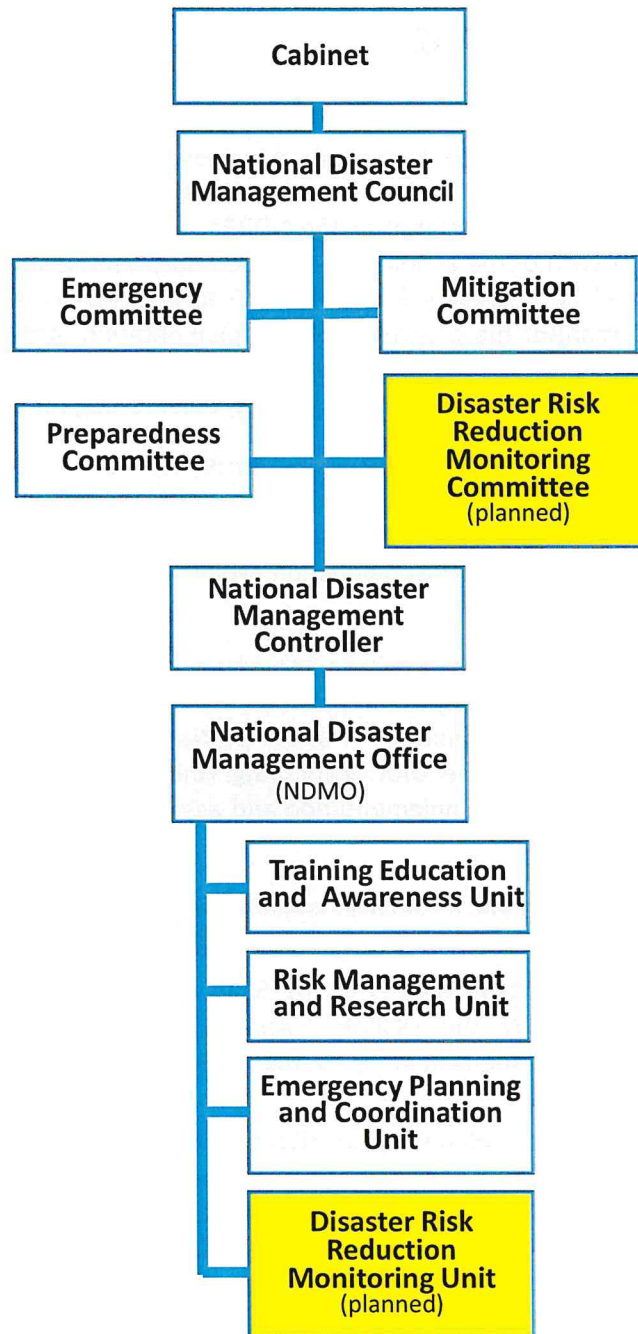 Cabinet
National Disaster
Management Council
Emergency
Committee
Mitigation
Committee
Preparedness
Committee
Disaster Risk
Reduction
Monitoring
Committee
(planned)
National Disaster
Management
Controller
National Disaster
Management Office
(NDMO)
Training Education
and Awareness Unit
Risk Management
and Research Unit
Emergency Planning
and Coordination
Unit
Disaster Risk
Reduction
Monitoring Unit
(planned)